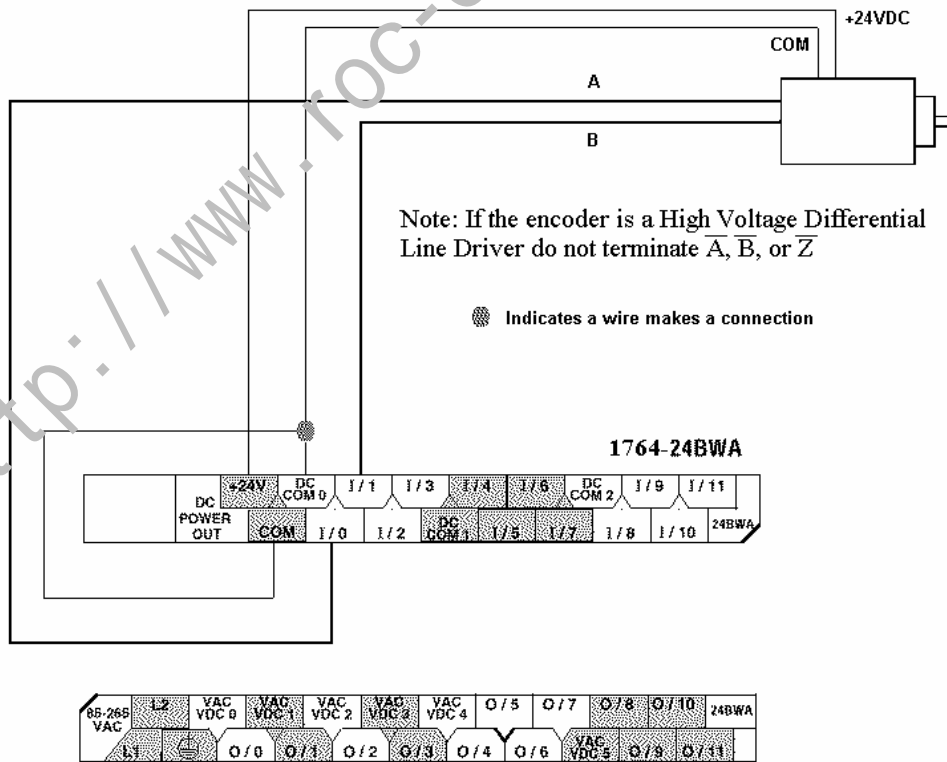 +24VDC
COM
A
B
Note: If the encoder is a High Voltage Differential
Line Driver do not terminate A̅, B̅, or Z̅
Indicates a wire makes a connection
tp://www.roc-
1764-24BWA
DC POWER OUT
+24V DC COM 0 I/1 I/3 I/4 I/6 DC COM 2 I/9 I/11
COM I/0 I/2 DC COM 1 I/5 I/7 I/8 I/10 24BWA
85-265 VAC
L2 VAC VDC 0 VAC VDC 1 VAC VDC 2 VAC VDC 3 VAC VDC 4 O/5 O/7 O/8 O/10 24BWA
L1 O/0 O/1 O/2 O/3 O/4 O/6 VAC VDC 5 O/9 O/11